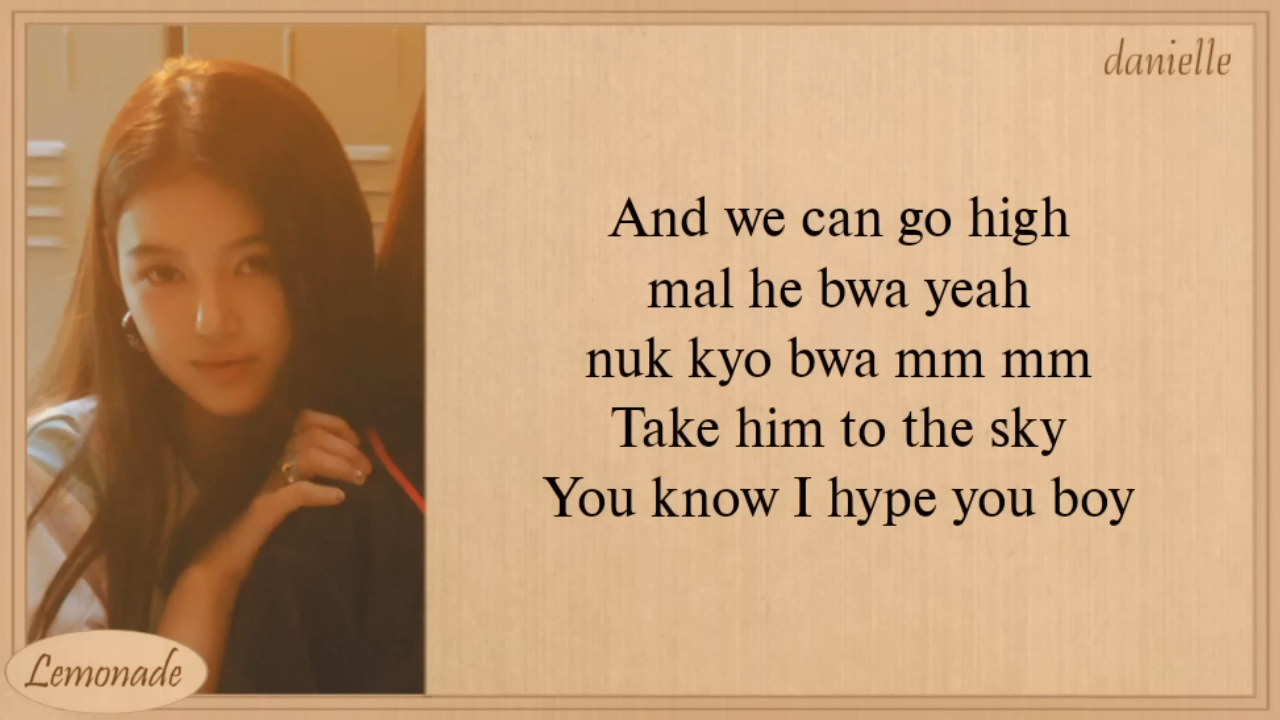 danielle
And we can go high
mal he bwa yeah
nuk kyo bwa mm mm
Take him to the sky
You know I hype you boy
Lemonade